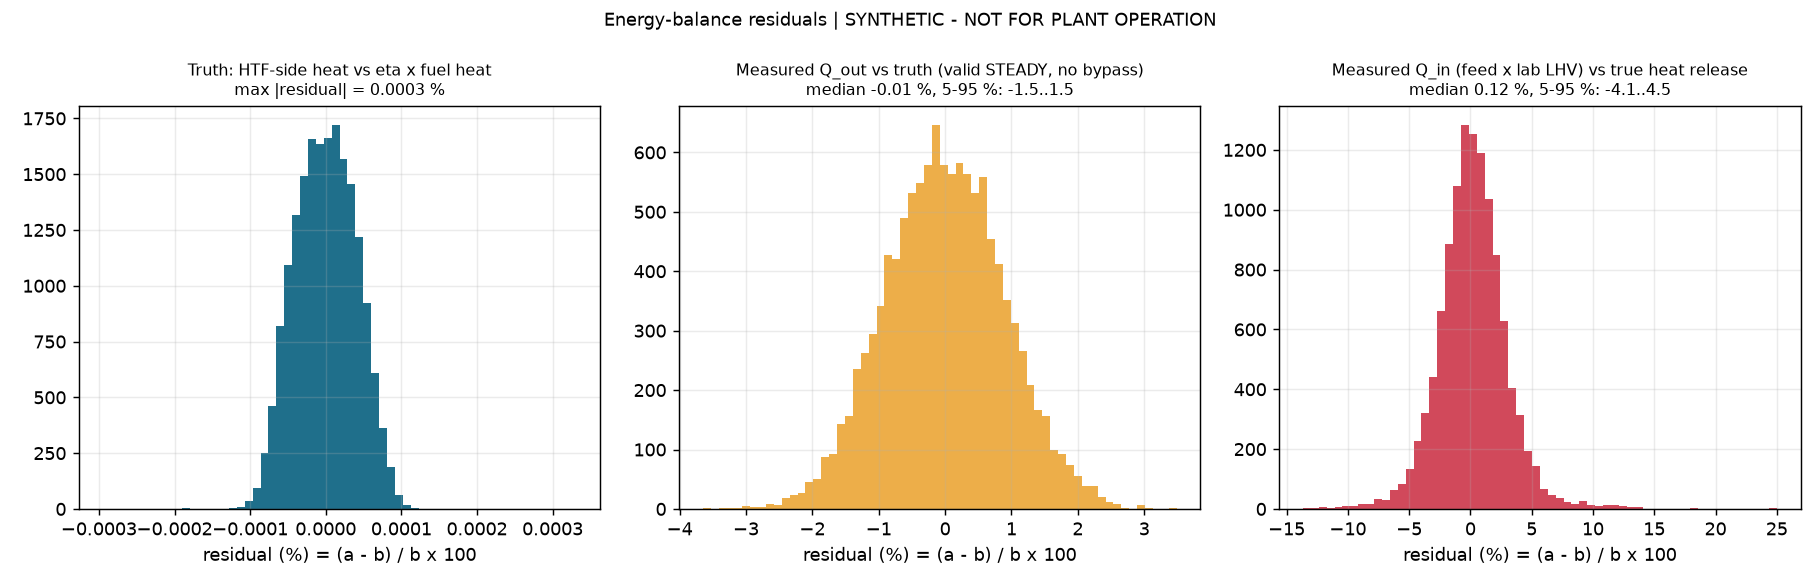 Energy-balance residuals | SYNTHETIC - NOT FOR PLANT OPERATION
Truth: HTF-side heat vs eta x fuel heat
max |residual| = 0.0003 %
1750
1500
1250
1000
750
500
250
0
−0.0003 −0.0002 −0.0001 0.0000 0.0001 0.0002 0.0003
residual (%) = (a - b) / b x 100
Measured Q_out vs truth (valid STEADY, no bypass)
median -0.01 %, 5-95 %: -1.5..1.5
600
500
400
300
200
100
0
−4 −3 −2 −1 0 1 2 3
residual (%) = (a - b) / b x 100
Measured Q_in (feed x lab LHV) vs true heat release
median 0.12 %, 5-95 %: -4.1..4.5
1200
1000
800
600
400
200
0
−15 −10 −5 0 5 10 15 20 25
residual (%) = (a - b) / b x 100